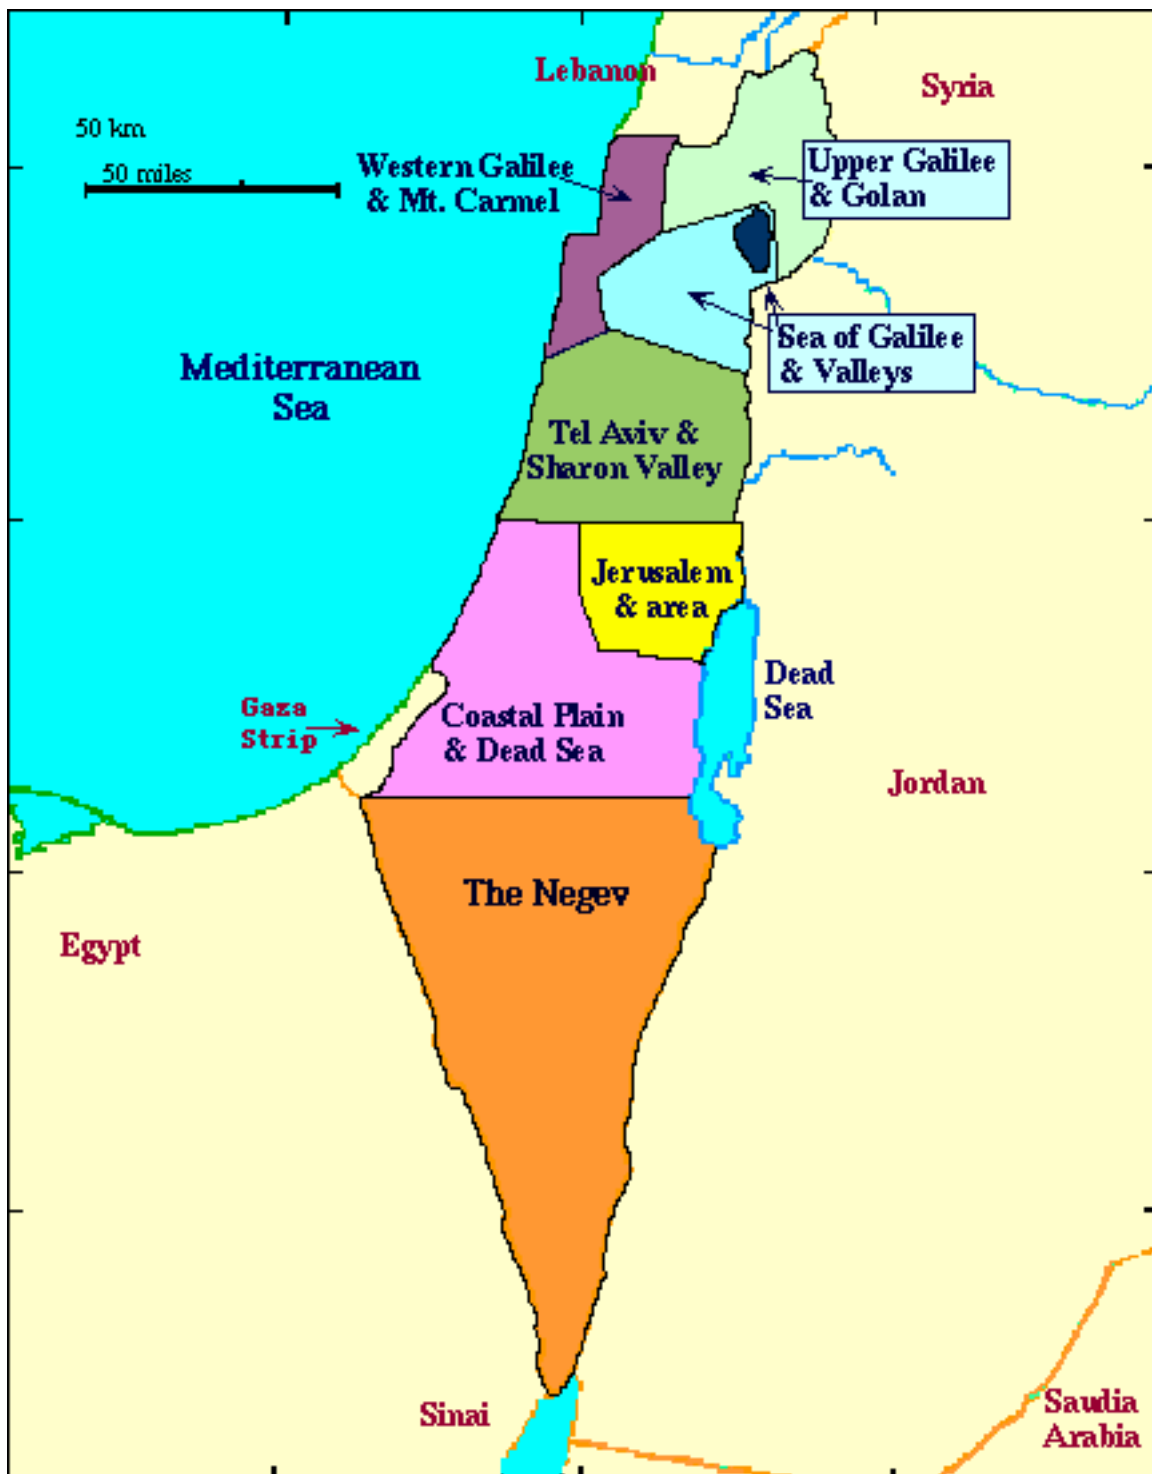 Lebanon
Syria
50 km
50 miles
Western Galilee
& Mt. Carmel
Upper Galilee
& Golan
Sea of Galilee
& Valleys
Mediterranean
Sea
Tel Aviv &
Sharon Valley
Jerusalem
& area
Dead
Sea
Gaza
Strip
Coastal Plain
& Dead Sea
Jordan
The Negev
Egypt
Sinai
Saudia
Arabia